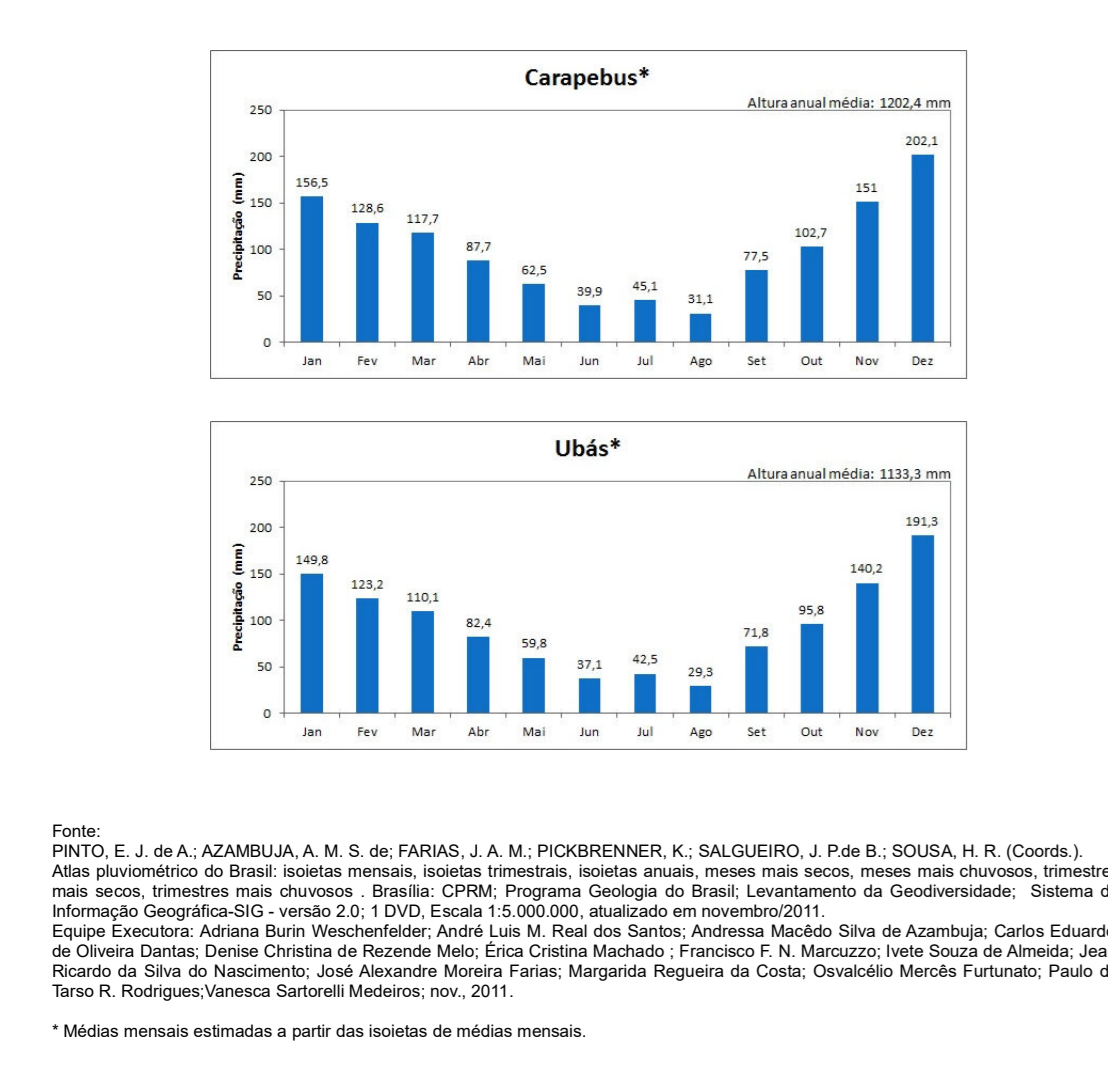 Carapebus*
Altura anual média: 1202,4 mm
Precipitação (mm)
250
200
150
100
50
0
156,5
128,6
117,7
87,7
62,5
39,9
45,1
31,1
77,5
102,7
151
202,1
Jan Fev Mar Abr Mai Jun Jul Ago Set Out Nov Dez
Ubás*
Altura anual média: 1133,3 mm
Precipitação (mm)
250
200
150
100
50
0
149,8
123,2
110,1
82,4
59,8
37,1
42,5
29,3
71,8
95,8
140,2
191,3
Jan Fev Mar Abr Mai Jun Jul Ago Set Out Nov Dez
Fonte:
PINTO, E. J. de A.; AZAMBUJA, A. M. S. de; FARIAS, J. A. M.; PICKBRENNER, K.; SALGUEIRO, J. P.de B.; SOUSA, H. R. (Coords.).
Atlas pluviométrico do Brasil: isoietas mensais, isoietas trimestrais, isoietas anuais, meses mais secos, meses mais chuvosos, trimestre
mais secos, trimestres mais chuvosos . Brasília: CPRM; Programa Geologia do Brasil; Levantamento da Geodiversidade; Sistema d
Informação Geográfica-SIG - versão 2.0; 1 DVD, Escala 1:5.000.000, atualizado em novembro/2011.
Equipe Executora: Adriana Burin Weschenfelder; André Luis M. Real dos Santos; Andressa Macêdo Silva de Azambuja; Carlos Eduard
de Oliveira Dantas; Denise Christina de Rezende Melo; Érica Cristina Machado ; Francisco F. N. Marcuzzo; Ivete Souza de Almeida; Jea
Ricardo da Silva do Nascimento; José Alexandre Moreira Farias; Margarida Regueira da Costa; Osvalcélio Mercês Furtunato; Paulo d
Tarso R. Rodrigues;Vanesca Sartorelli Medeiros; nov., 2011.
* Médias mensais estimadas a partir das isoietas de médias mensais.